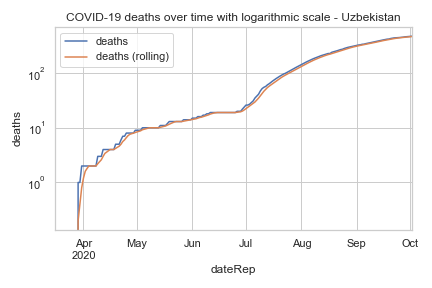 COVID-19 deaths over time with logarithmic scale - Uzbekistan
deaths
deaths (rolling)
deaths
10²
10¹
10⁰
Apr
2020
May
Jun
Jul
Aug
Sep
Oct
dateRep